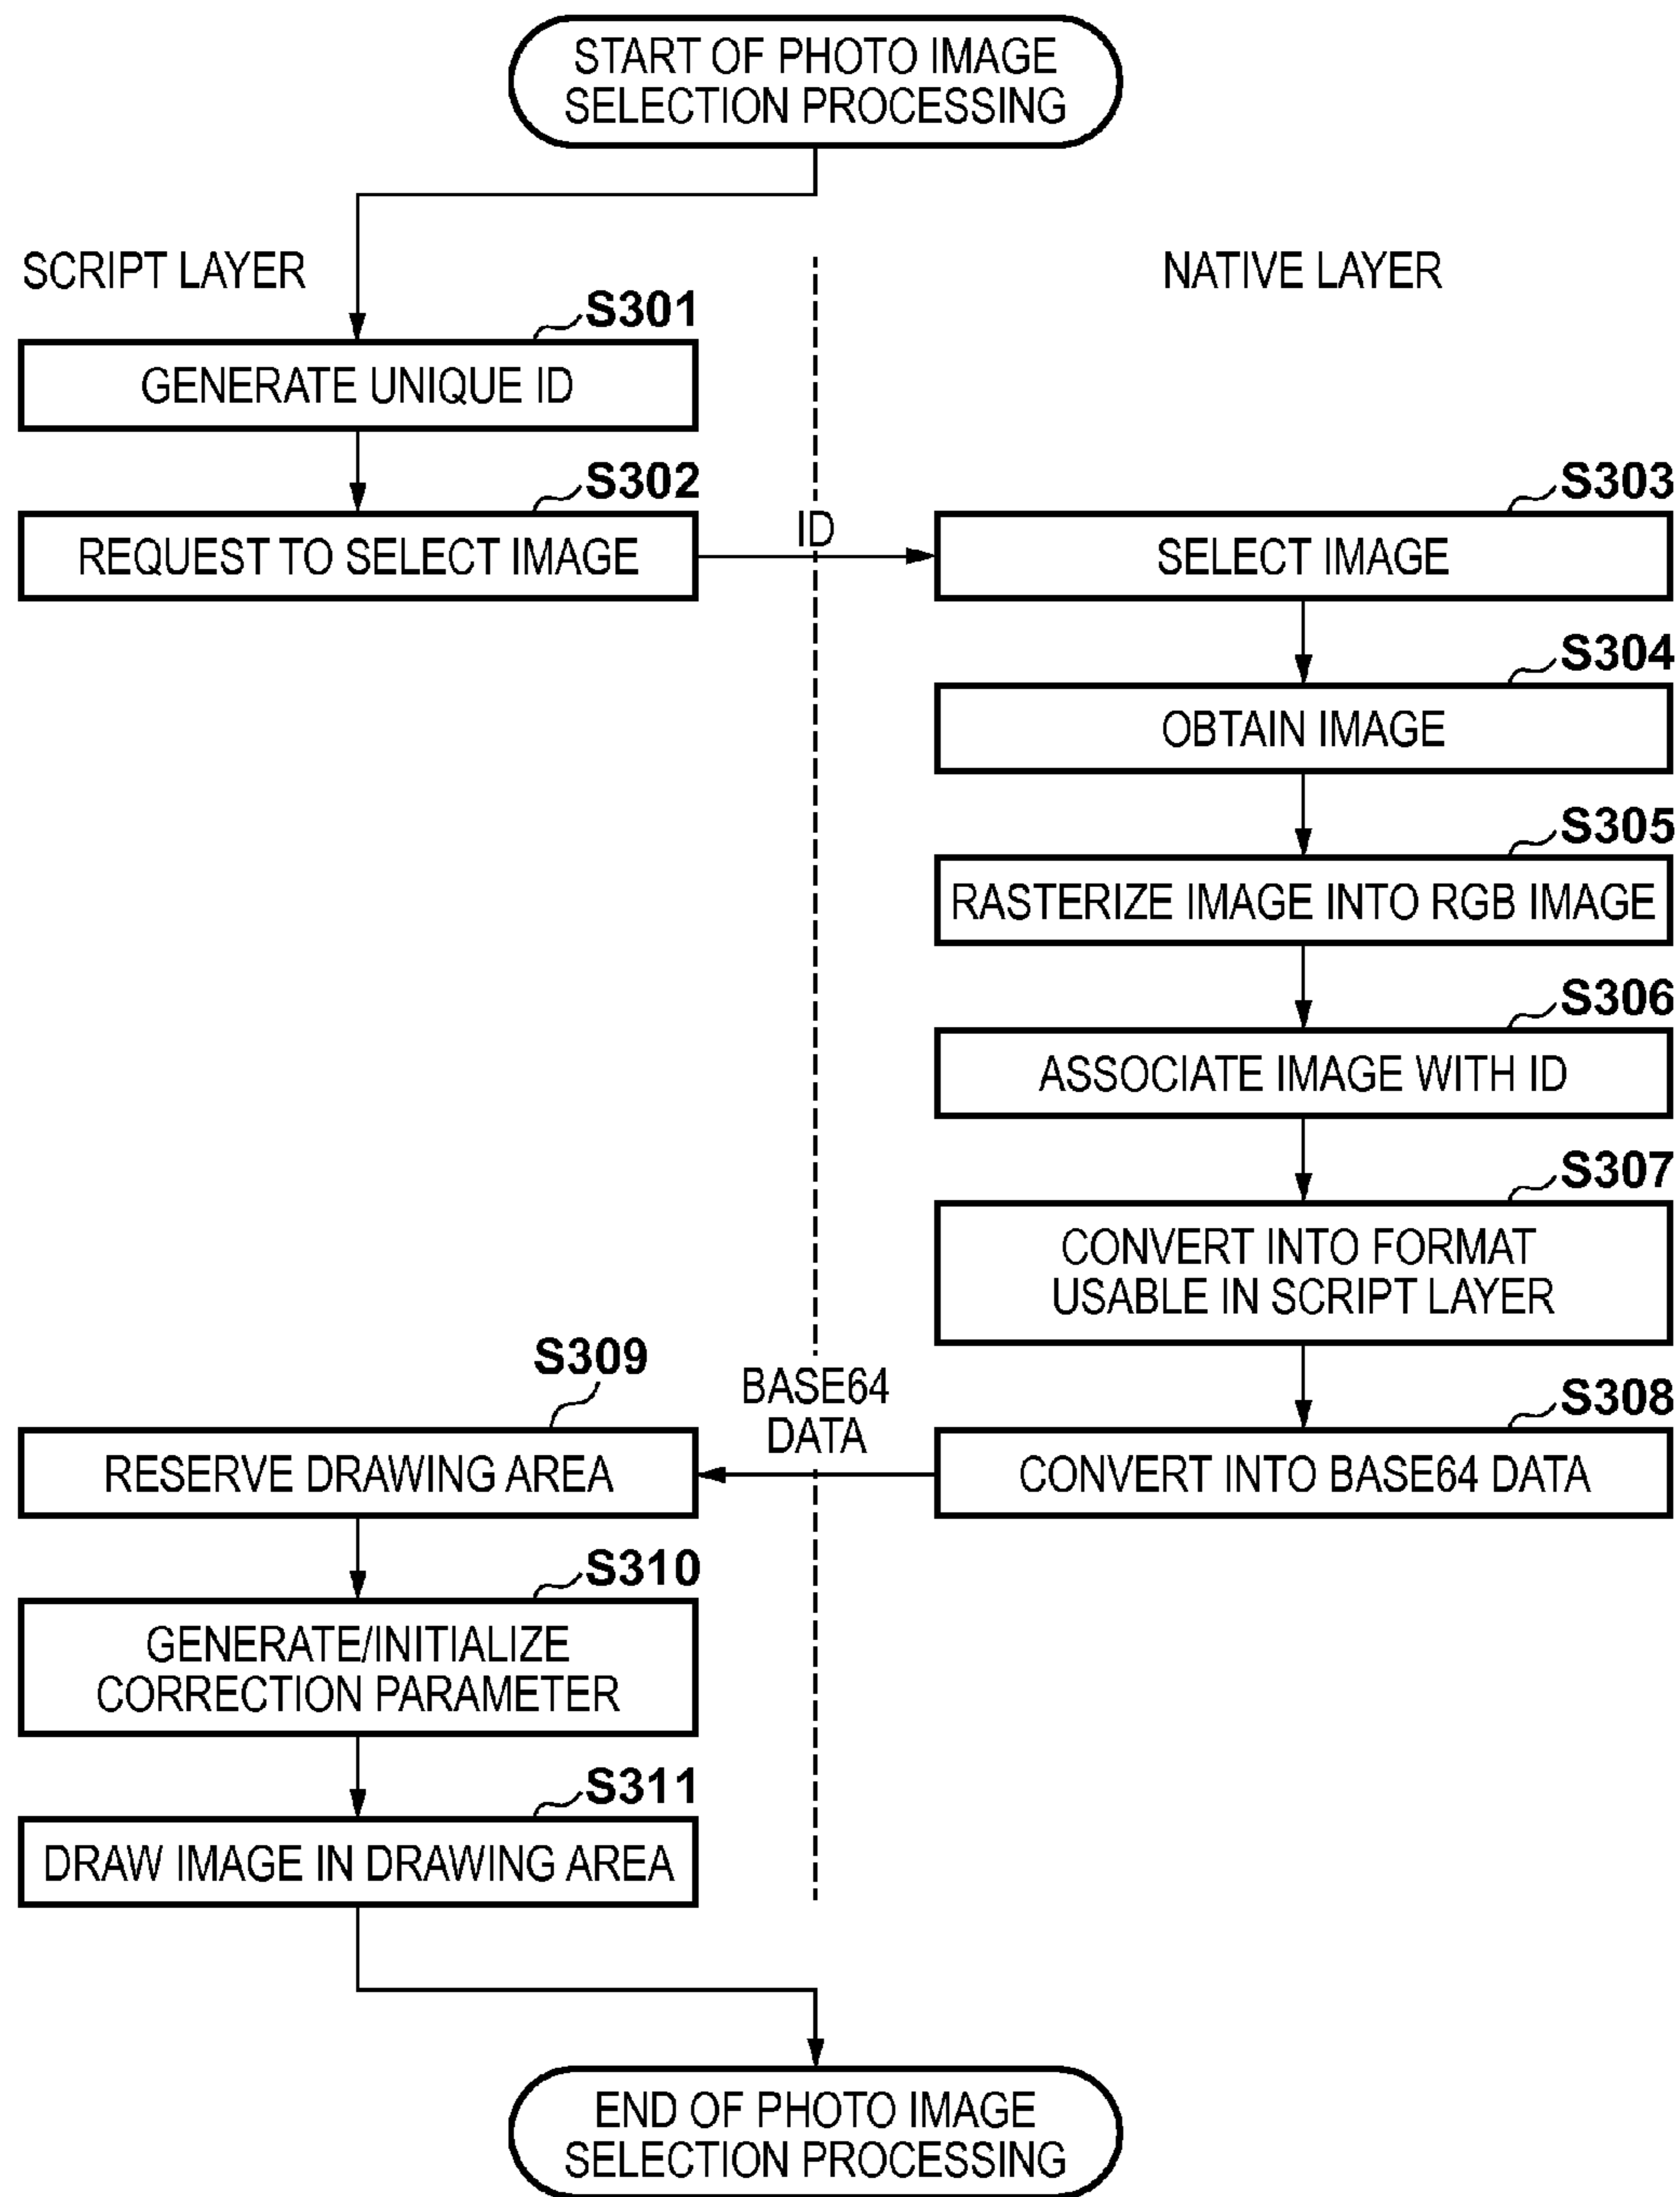 START OF PHOTO IMAGE
SELECTION PROCESSING
SCRIPT LAYER
NATIVE LAYER
S301
GENERATE UNIQUE ID
S302
REQUEST TO SELECT IMAGE
ID
S303
SELECT IMAGE
S304
OBTAIN IMAGE
S305
RASTERIZE IMAGE INTO RGB IMAGE
S306
ASSOCIATE IMAGE WITH ID
S307
CONVERT INTO FORMAT
USABLE IN SCRIPT LAYER
S308
CONVERT INTO BASE64 DATA
BASE64
DATA
S309
RESERVE DRAWING AREA
S310
GENERATE/INITIALIZE
CORRECTION PARAMETER
S311
DRAW IMAGE IN DRAWING AREA
END OF PHOTO IMAGE
SELECTION PROCESSING